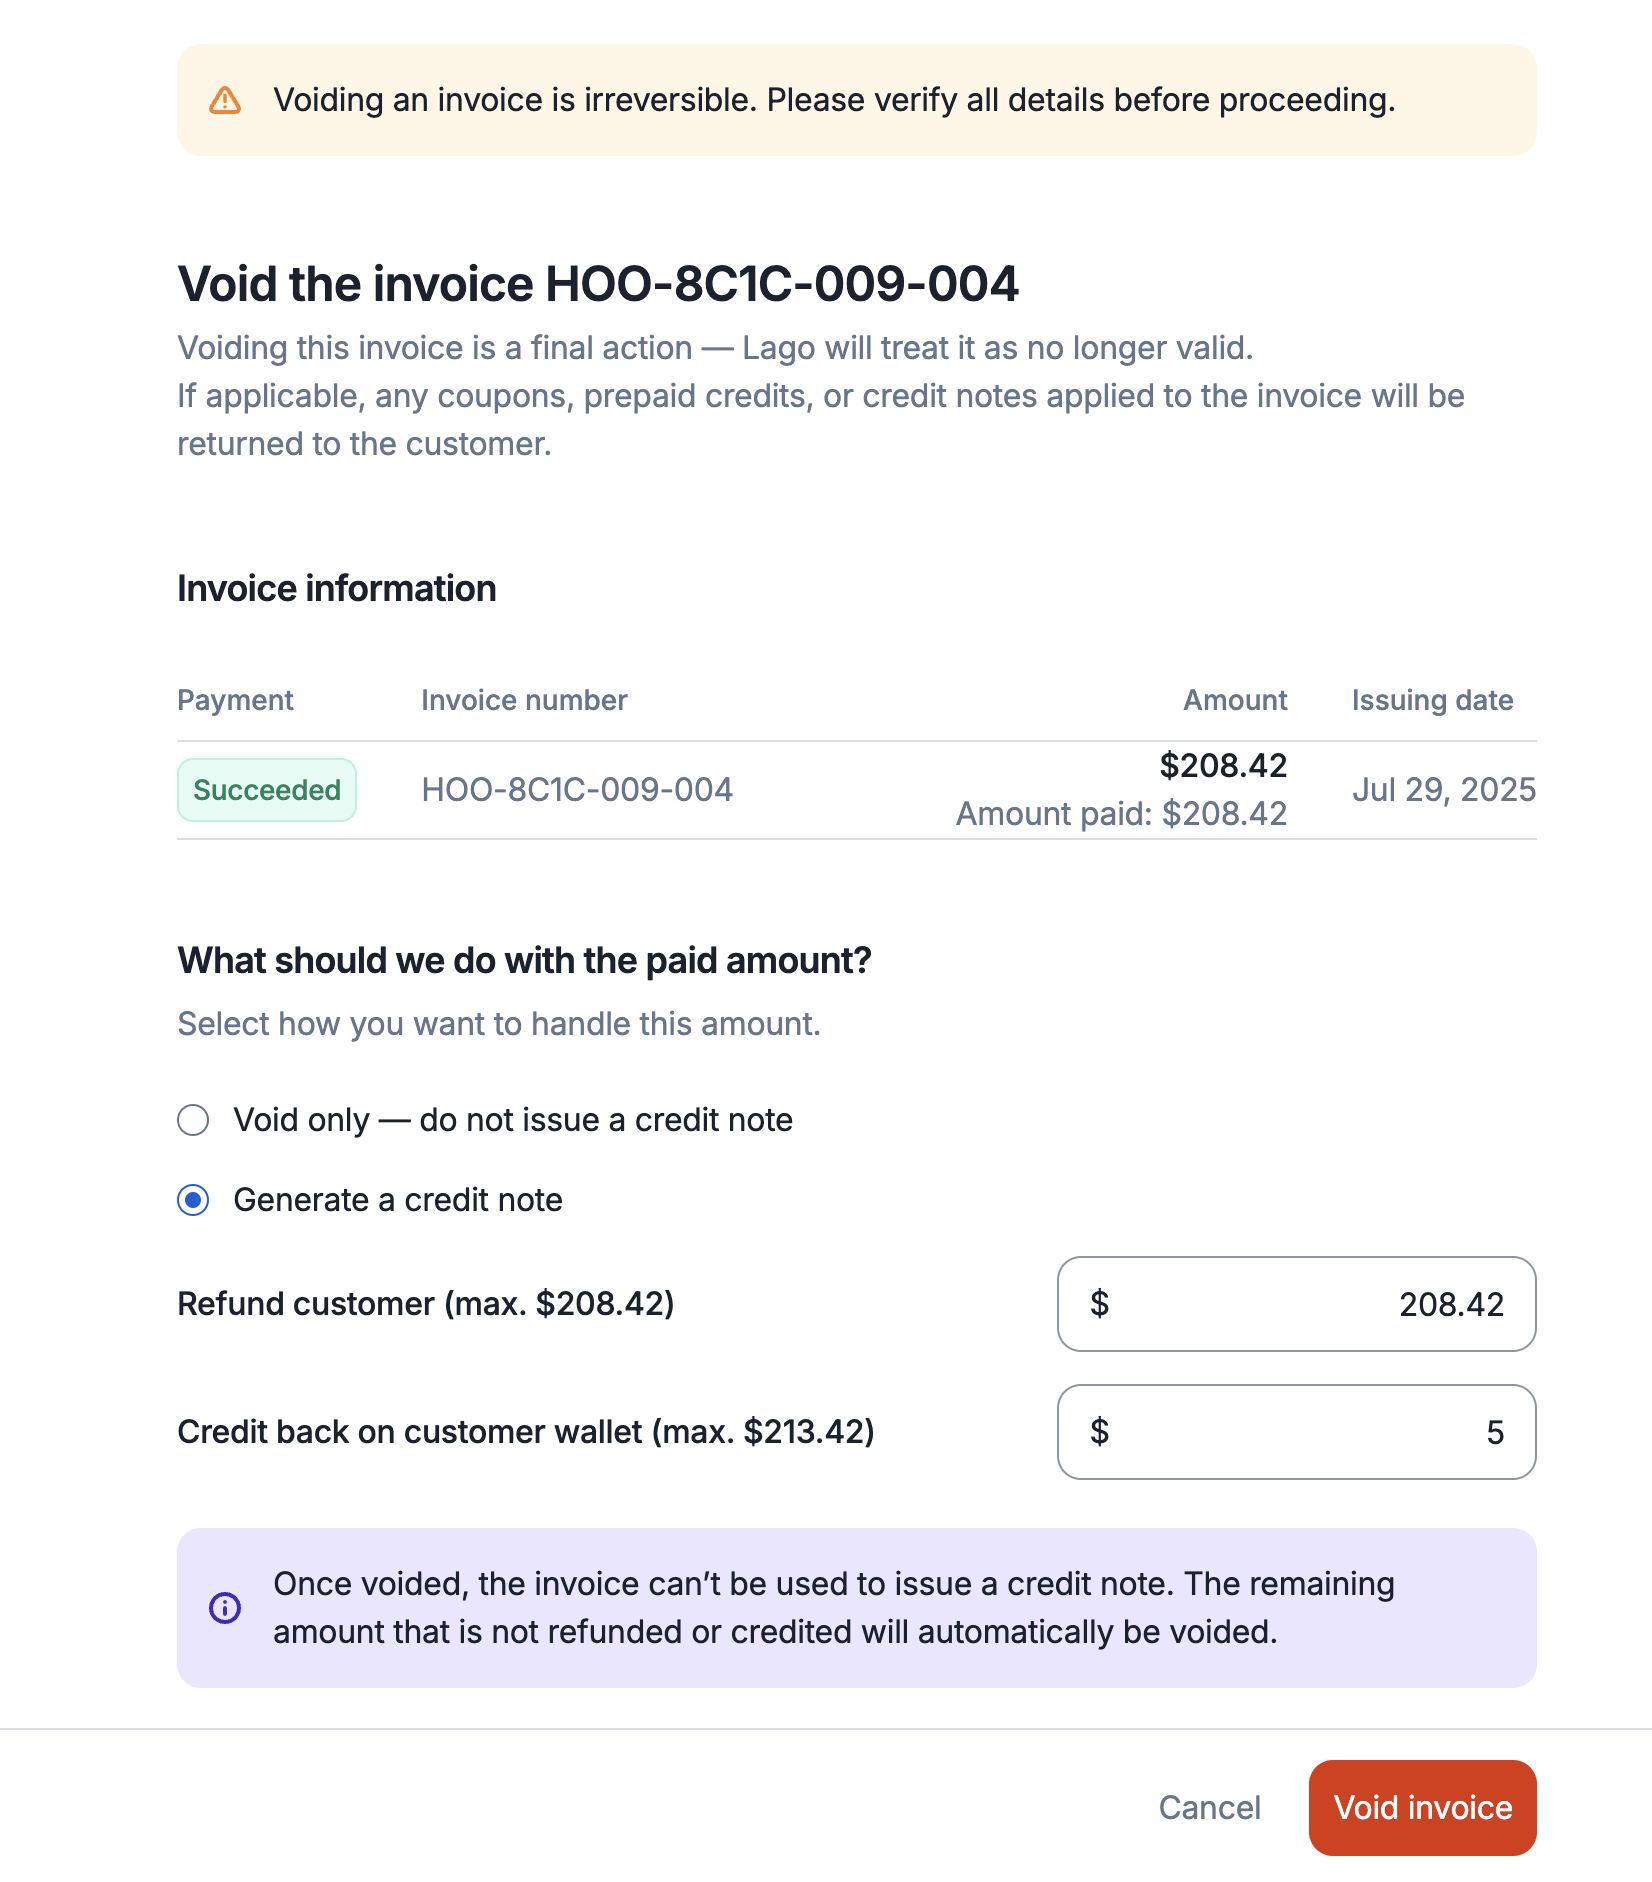 Voiding an invoice is irreversible. Please verify all details before proceeding.
Void the invoice HOO-8C1C-009-004
Voiding this invoice is a final action — Lago will treat it as no longer valid.
If applicable, any coupons, prepaid credits, or credit notes applied to the invoice will be
returned to the customer.
Invoice information
Payment Invoice number Amount Issuing date
Succeeded HOO-8C1C-009-004 $208.42 Jul 29, 2025
Amount paid: $208.42
What should we do with the paid amount?
Select how you want to handle this amount.
Void only — do not issue a credit note
Generate a credit note
Refund customer (max. $208.42) $ 208.42
Credit back on customer wallet (max. $213.42) $ 5
Once voided, the invoice can’t be used to issue a credit note. The remaining
amount that is not refunded or credited will automatically be voided.
Cancel Void invoice